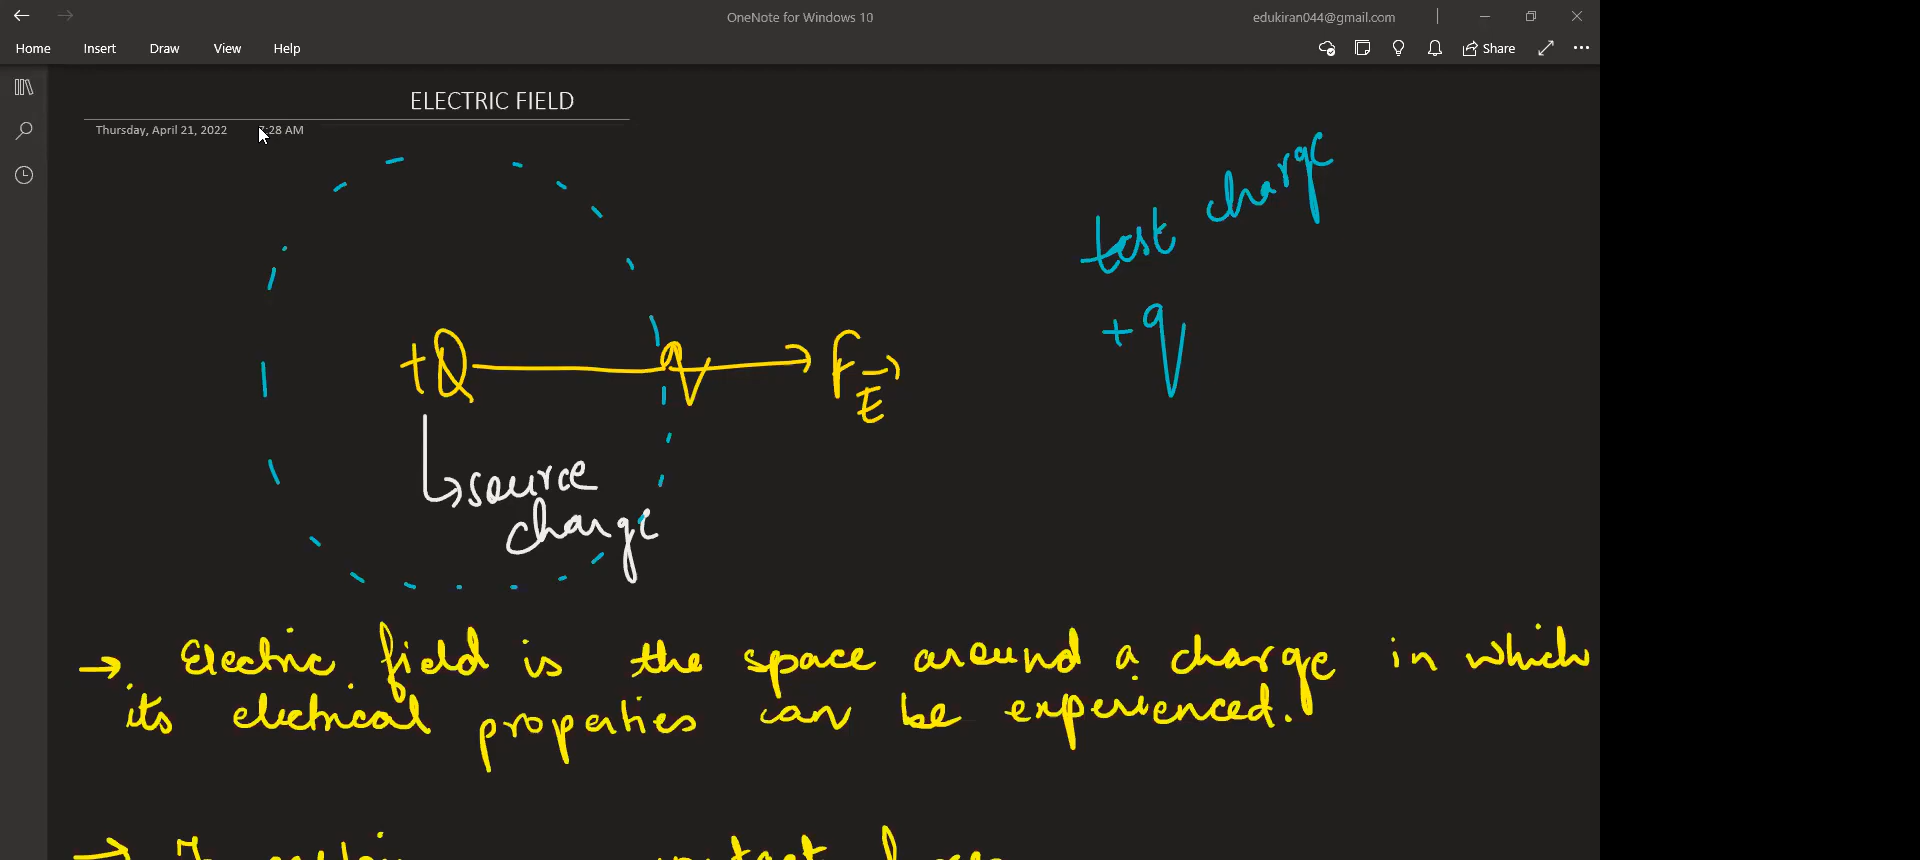 OneNote for Windows 10
edukiran044@gmail.com
Home Insert Draw View Help
Share
ELECTRIC FIELD
Thursday, April 21, 2022 7:28 AM
test charge
+q
+Q q F
E
source
charge
→ Electric field is the space around a charge in which
its electrical properties can be experienced.